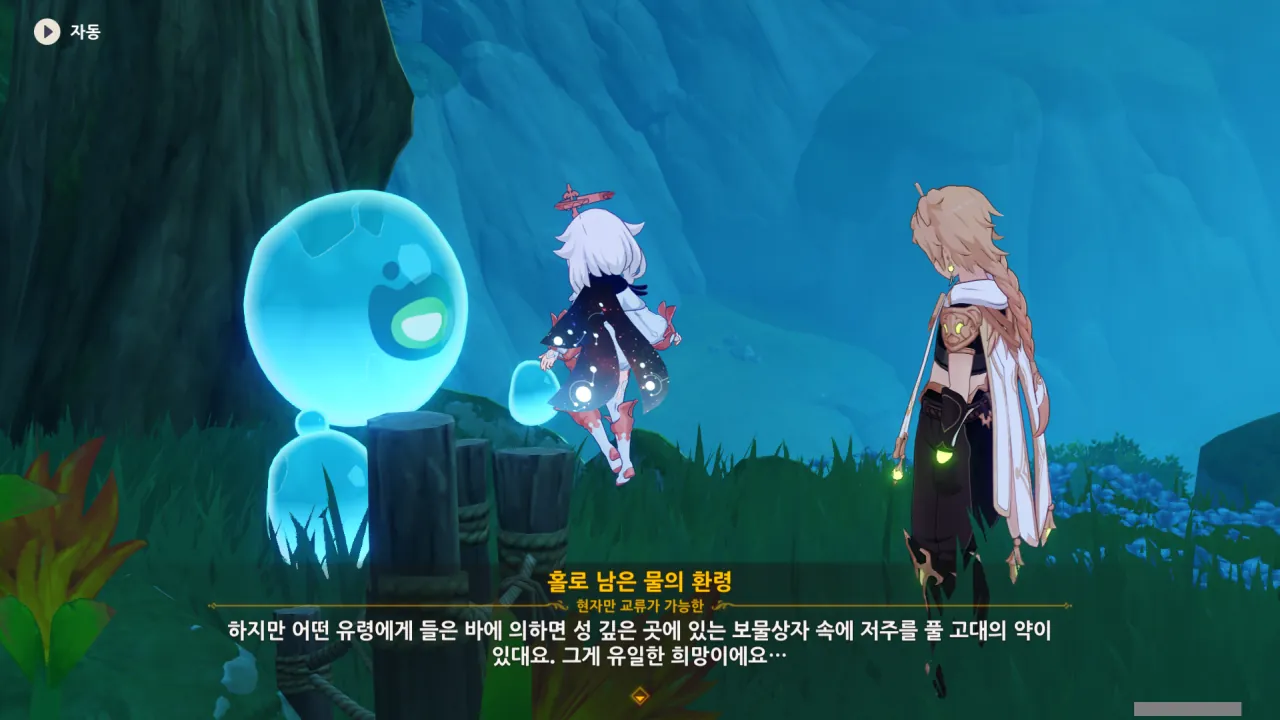 자동
홀로 남은 물의 환령
현자만 교류가 가능한
하지만 어떤 유령에게 들은 바에 의하면 성 깊은 곳에 있는 보물상자 속에 저주를 풀 고대의 약이
있대요. 그게 유일한 희망이에요…